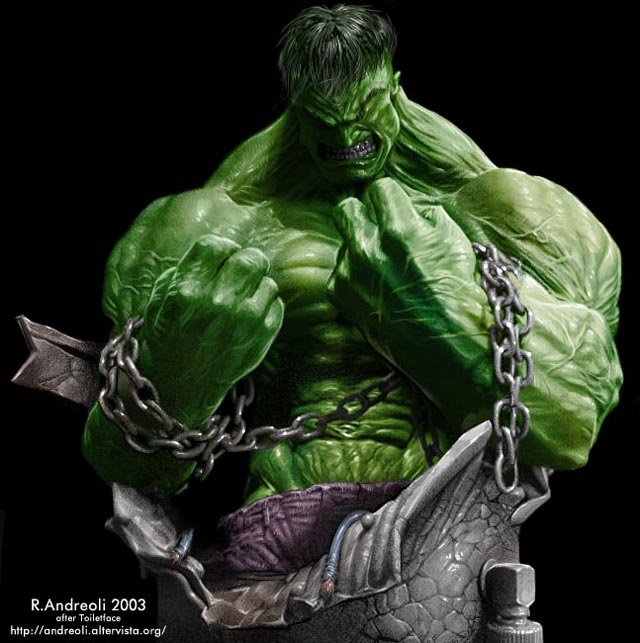 R.Andreoli 2003
after Toiletface
http://andreoli.altervista.org/